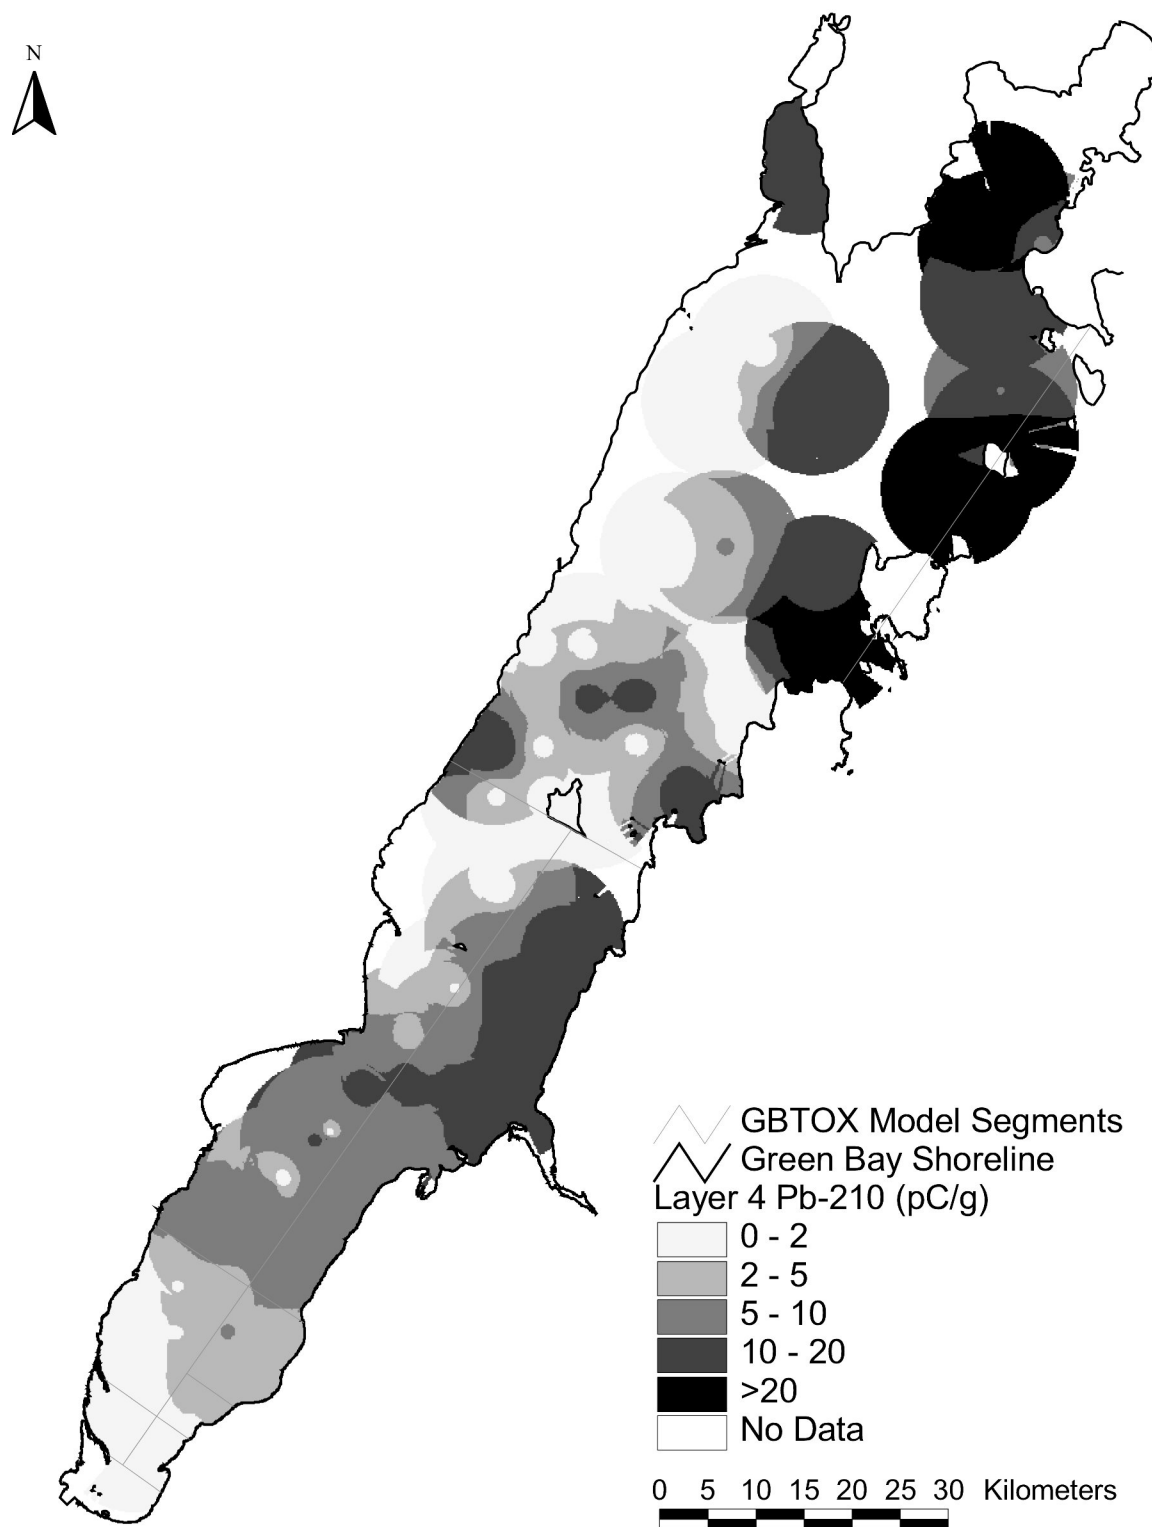 N
GBTOX Model Segments
Green Bay Shoreline
Layer 4 Pb-210 (pC/g)
0 - 2
2 - 5
5 - 10
10 - 20
>20
No Data
0 5 10 15 20 25 30 Kilometers